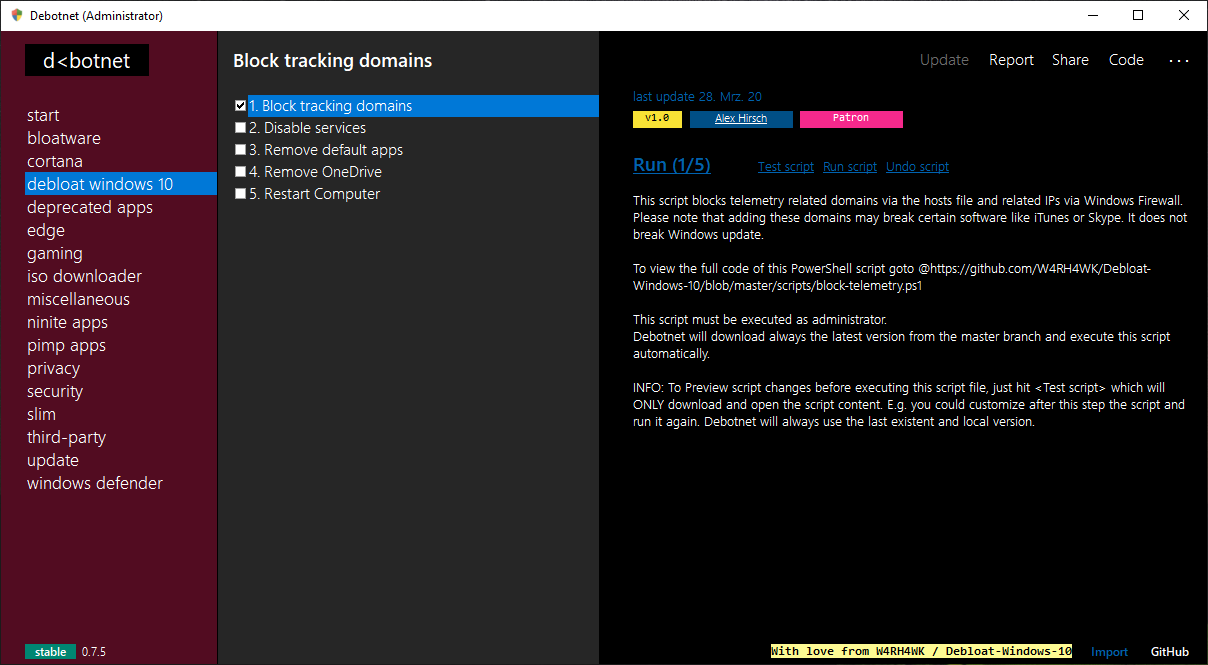 Debotnet (Administrator)
d<botnet
start
bloatware
cortana
debloat windows 10
deprecated apps
edge
gaming
iso downloader
miscellaneous
ninite apps
pimp apps
privacy
security
slim
third-party
update
windows defender
stable 0.7.5
Block tracking domains
1. Block tracking domains
2. Disable services
3. Remove default apps
4. Remove OneDrive
5. Restart Computer
Update Report Share Code ···
last update 28. Mrz. 20
v1.0 Alex Hirsch Patron
Run (1/5) Test script Run script Undo script
This script blocks telemetry related domains via the hosts file and related IPs via Windows Firewall.
Please note that adding these domains may break certain software like iTunes or Skype. It does not
break Windows update.
To view the full code of this PowerShell script goto @https://github.com/W4RH4WK/Debloat-
Windows-10/blob/master/scripts/block-telemetry.ps1
This script must be executed as administrator.
Debotnet will download always the latest version from the master branch and execute this script
automatically.
INFO: To Preview script changes before executing this script file, just hit <Test script> which will
ONLY download and open the script content. E.g. you could customize after this step the script and
run it again. Debotnet will always use the last existent and local version.
With love from W4RH4WK / Debloat-Windows-10 Import GitHub